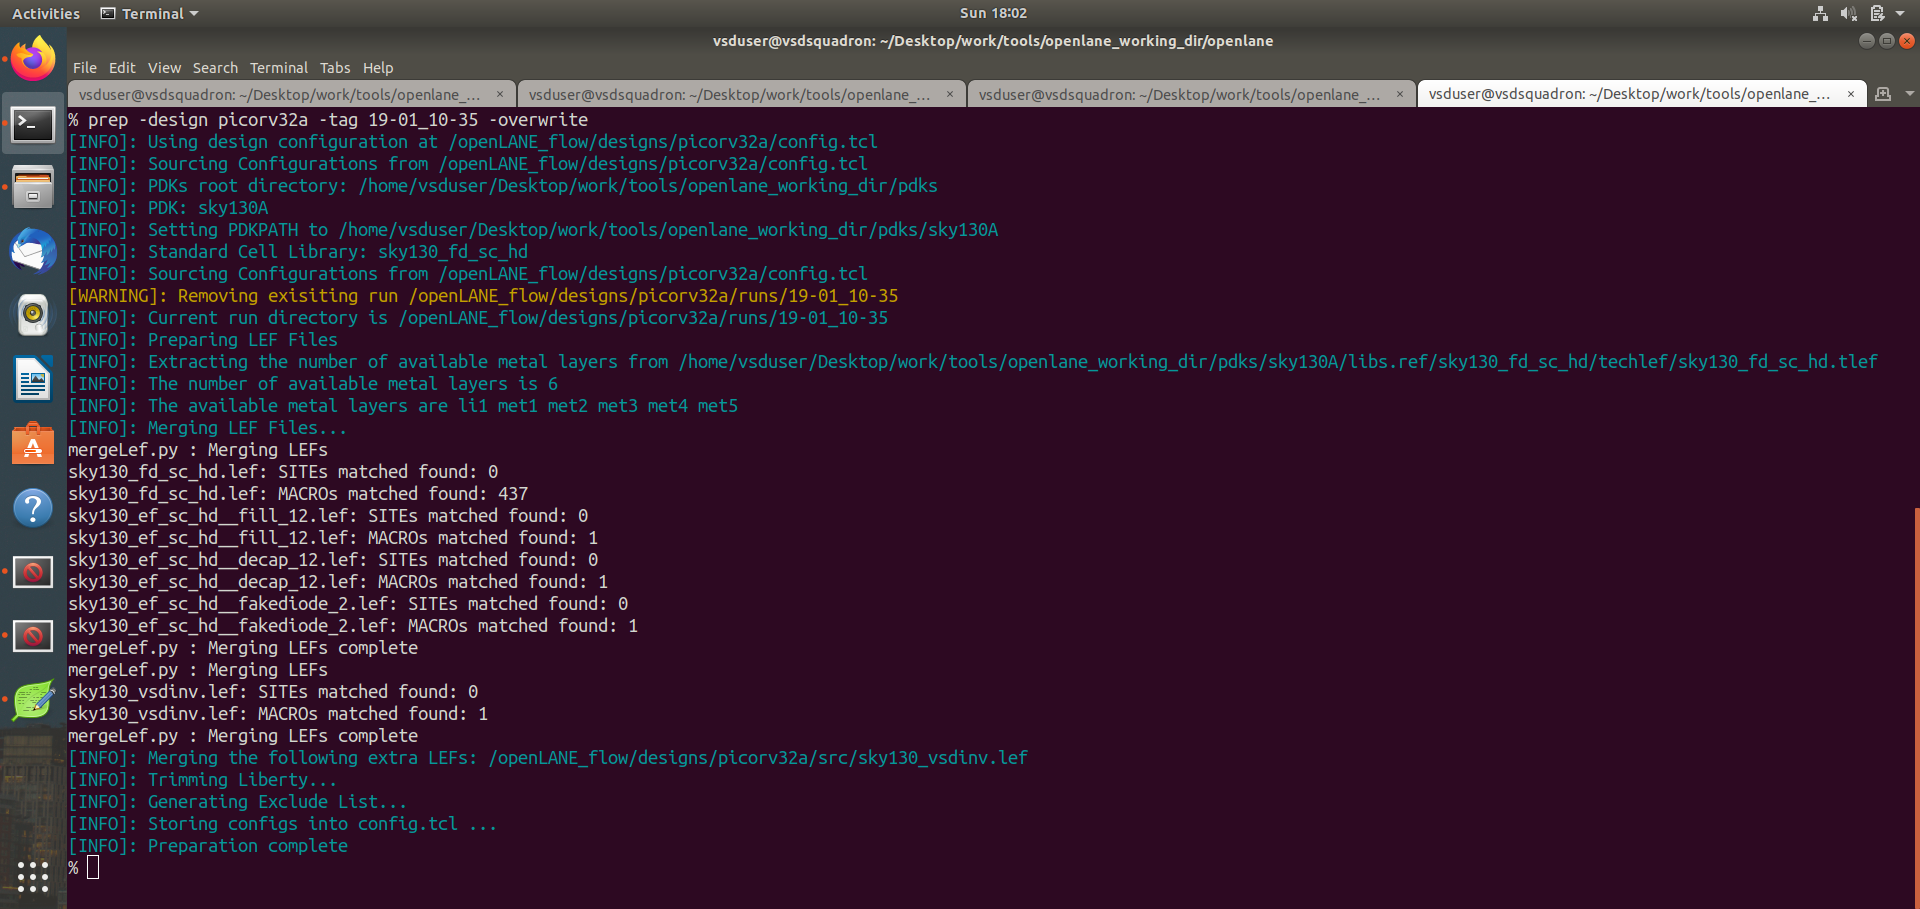 Activities Terminal Sun 18:02
vsduser@vsdsquadron: ~/Desktop/work/tools/openlane_working_dir/openlane
File Edit View Search Terminal Tabs Help
vsduser@vsdsquadron: ~/Desktop/work/tools/openlane_... × vsduser@vsdsquadron: ~/Desktop/work/tools/openlane_... × vsduser@vsdsquadron: ~/Desktop/work/tools/openlane_... × vsduser@vsdsquadron: ~/Desktop/work/tools/openlane_... ×
% prep -design picorv32a -tag 19-01_10-35 -overwrite
[INFO]: Using design configuration at /openLANE_flow/designs/picorv32a/config.tcl
[INFO]: Sourcing Configurations from /openLANE_flow/designs/picorv32a/config.tcl
[INFO]: PDKs root directory: /home/vsduser/Desktop/work/tools/openlane_working_dir/pdks
[INFO]: PDK: sky130A
[INFO]: Setting PDKPATH to /home/vsduser/Desktop/work/tools/openlane_working_dir/pdks/sky130A
[INFO]: Standard Cell Library: sky130_fd_sc_hd
[INFO]: Sourcing Configurations from /openLANE_flow/designs/picorv32a/config.tcl
[WARNING]: Removing exisiting run /openLANE_flow/designs/picorv32a/runs/19-01_10-35
[INFO]: Current run directory is /openLANE_flow/designs/picorv32a/runs/19-01_10-35
[INFO]: Preparing LEF Files
[INFO]: Extracting the number of available metal layers from /home/vsduser/Desktop/work/tools/openlane_working_dir/pdks/sky130A/libs.ref/sky130_fd_sc_hd/techlef/sky130_fd_sc_hd.tlef
[INFO]: The number of available metal layers is 6
[INFO]: The available metal layers are li1 met1 met2 met3 met4 met5
[INFO]: Merging LEF Files...
mergeLef.py : Merging LEFs
sky130_fd_sc_hd.lef: SITEs matched found: 0
sky130_fd_sc_hd.lef: MACROs matched found: 437
sky130_ef_sc_hd__fill_12.lef: SITEs matched found: 0
sky130_ef_sc_hd__fill_12.lef: MACROs matched found: 1
sky130_ef_sc_hd__decap_12.lef: SITEs matched found: 0
sky130_ef_sc_hd__decap_12.lef: MACROs matched found: 1
sky130_ef_sc_hd__fakediode_2.lef: SITEs matched found: 0
sky130_ef_sc_hd__fakediode_2.lef: MACROs matched found: 1
mergeLef.py : Merging LEFs complete
mergeLef.py : Merging LEFs
sky130_vsdinv.lef: SITEs matched found: 0
sky130_vsdinv.lef: MACROs matched found: 1
mergeLef.py : Merging LEFs complete
[INFO]: Merging the following extra LEFs: /openLANE_flow/designs/picorv32a/src/sky130_vsdinv.lef
[INFO]: Trimming Liberty...
[INFO]: Generating Exclude List...
[INFO]: Storing configs into config.tcl ...
[INFO]: Preparation complete
%